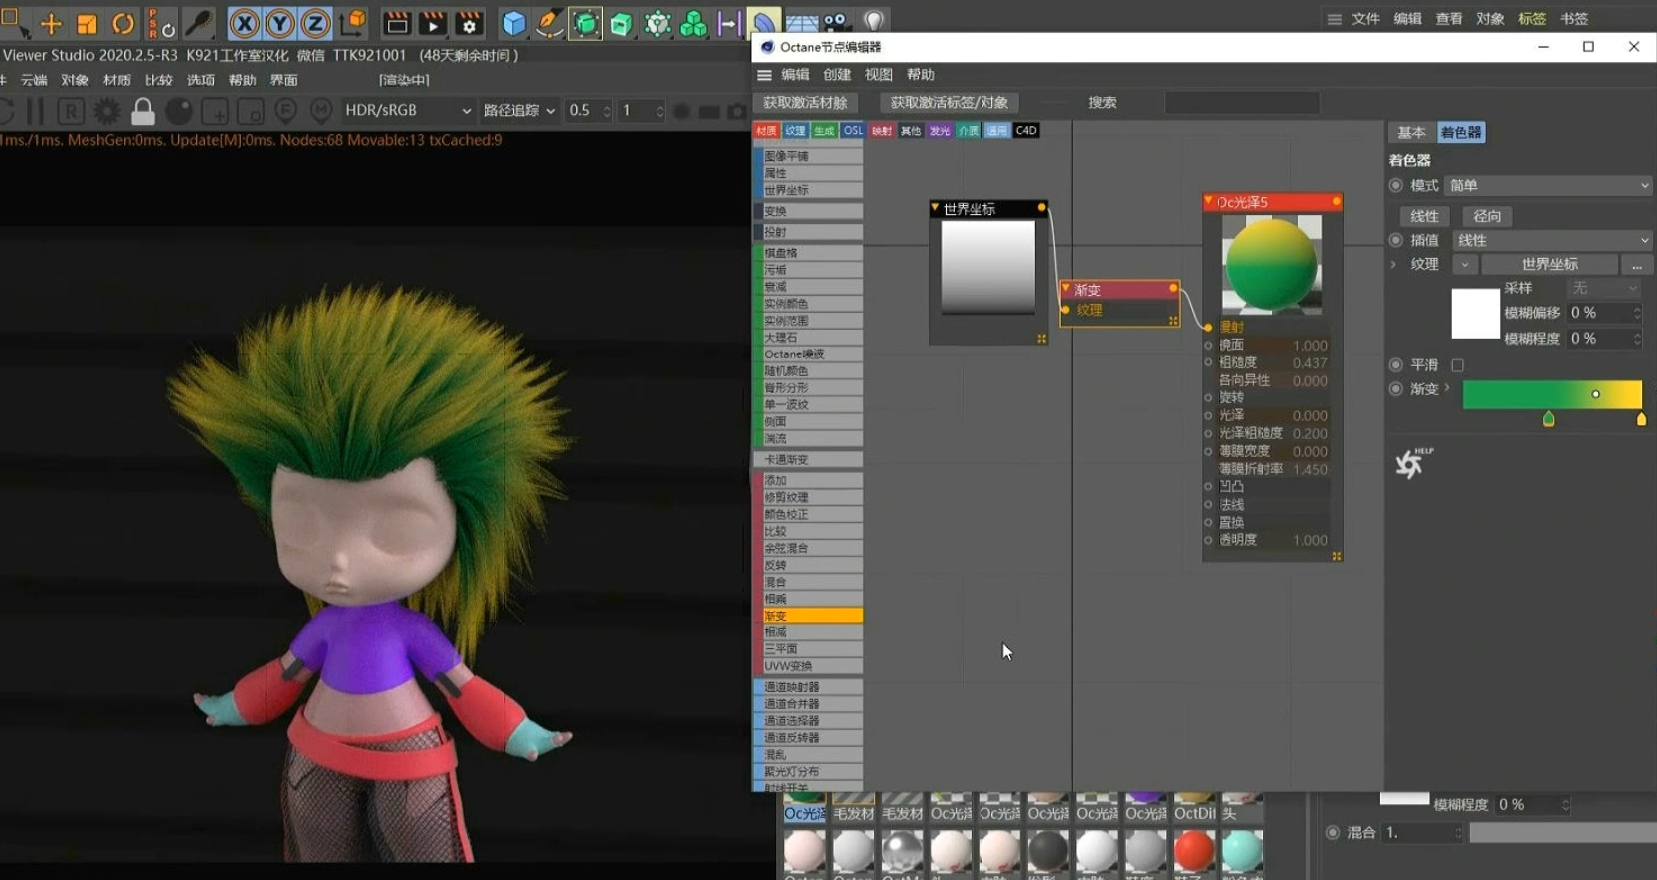 X Y Z PSR 文件 编辑 查看 对象 标签 书签
Viewer Studio 2020.2.5-R3 K921工作室汉化 微信 TTK921001 (48天剩余时间)
云端 对象 材质 比较 选项 帮助 界面 [渲染中]
HDR/sRGB 路径追踪 0.5 1
1ms./1ms. MeshGen:0ms. Update[M]:0ms. Nodes:68 Movable:13 txCached:9
Octane节点编辑器
编辑 创建 视图 帮助
获取激活材脎 获取激活标签/对象 搜索
材质 纹理 生成 OSL 映射 其他 发光 介质 通用 C4D
图像平铺
属性
世界坐标
变换
投射
棋盘格
污垢
衰减
实例颜色
实例范围
大理石
Octane噪波
随机颜色
脊形分形
单一波纹
侧面
湍流
卡通渐变
添加
修剪纹理
颜色校正
比较
余弦混合
反转
混合
相乘
渐变
相减
三平面
UVW变换
通道映射器
通道合并器
通道选择器
通道反转器
混乱
聚光灯分布
射线开关
世界坐标
渐变
纹理
Oc光泽5
漫射
镜面 1.000
粗糙度 0.437
各向异性 0.000
旋转
光泽 0.000
光泽粗糙度 0.200
薄膜宽度 0.000
薄膜折射率 1.450
凹凸
法线
置换
透明度 1.000
基本 着色器
着色器
模式 简单
线性 径向
插值 线性
纹理 世界坐标 ...
采样 无
模糊偏移 0 %
模糊程度 0 %
平滑
渐变
HELP
Oc光泽 毛发材 毛发材 Oc光泽 Oc光泽 Oc光泽 Oc光泽 Oc光泽 OctDif 头
模糊程度 0 %
混合 1.